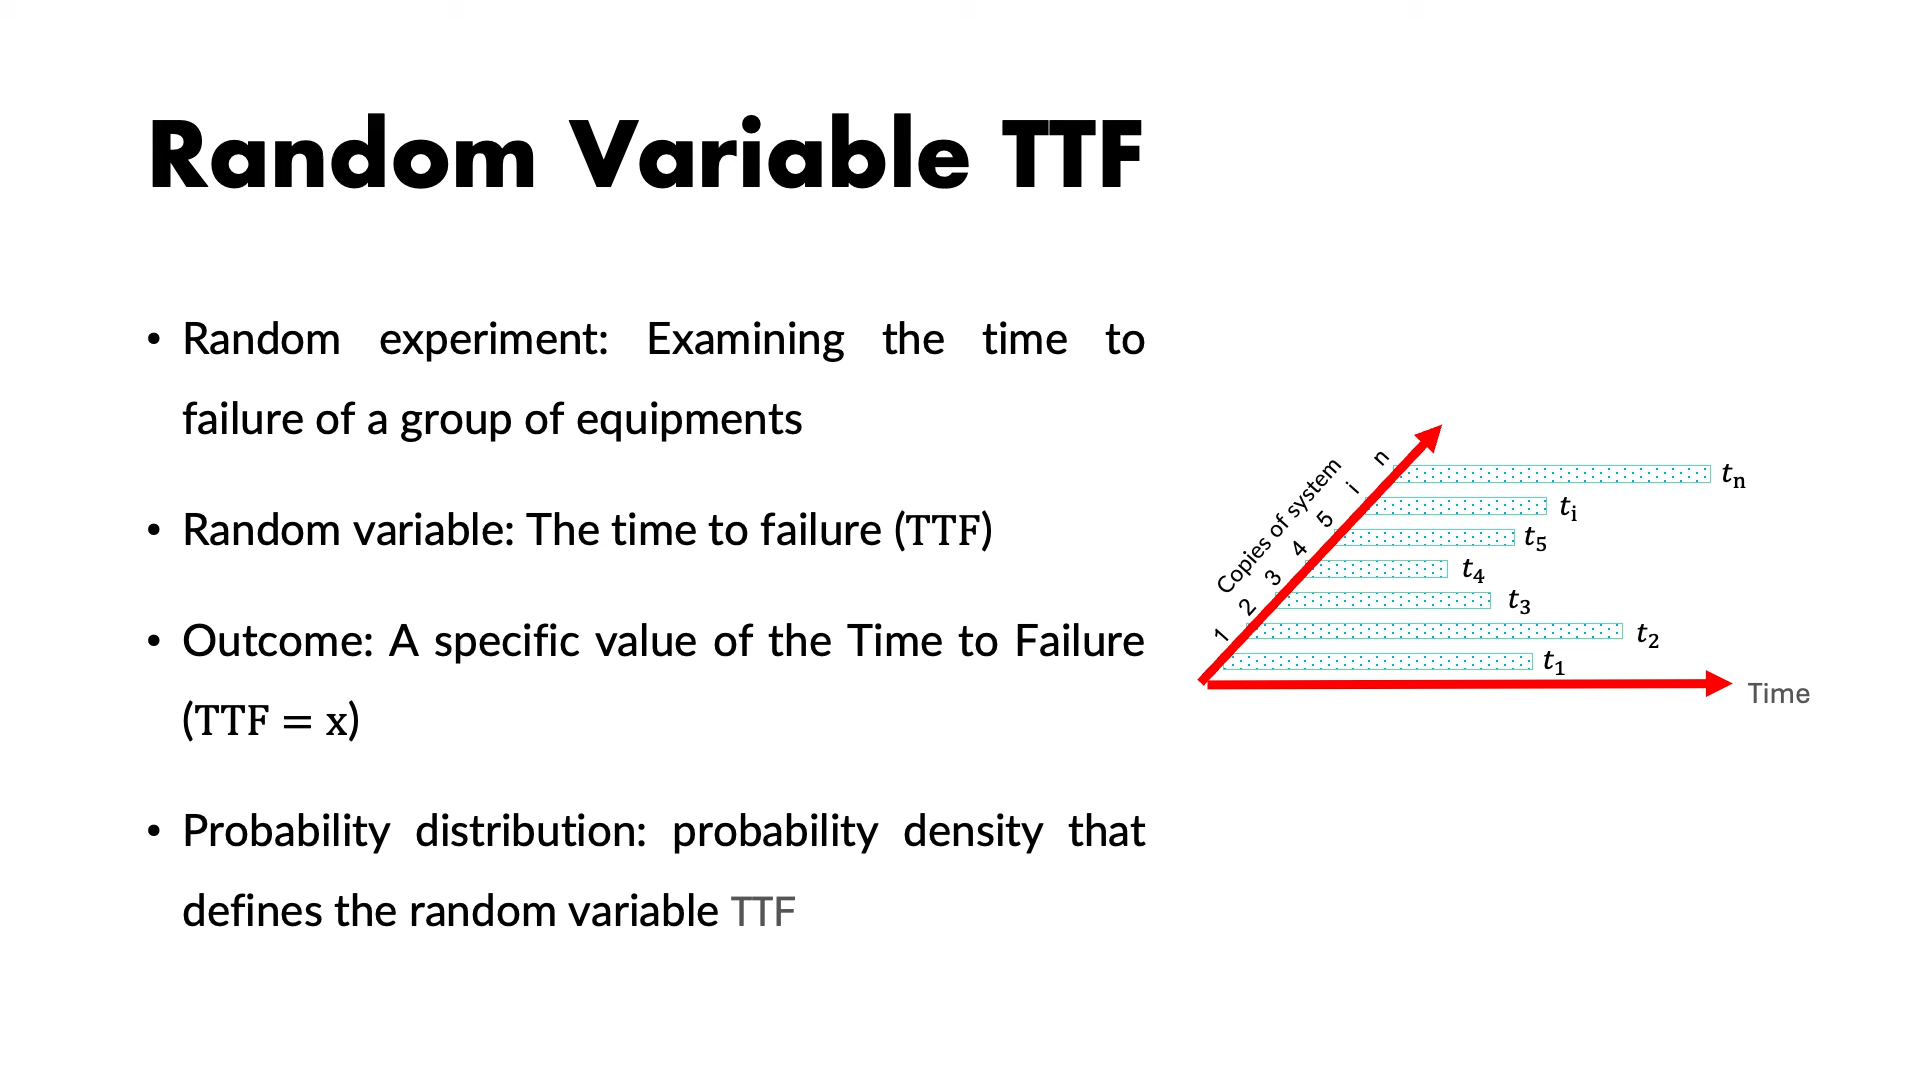 Random Variable TTF
• Random experiment: Examining the time to
failure of a group of equipments
• Random variable: The time to failure (TTF)
• Outcome: A specific value of the Time to Failure
(TTF = x)
• Probability distribution: probability density that
defines the random variable TTF
Copies of system
1 2 3 4 5 i n
tₙ
tᵢ
t₅
t₄
t₃
t₂
t₁
Time